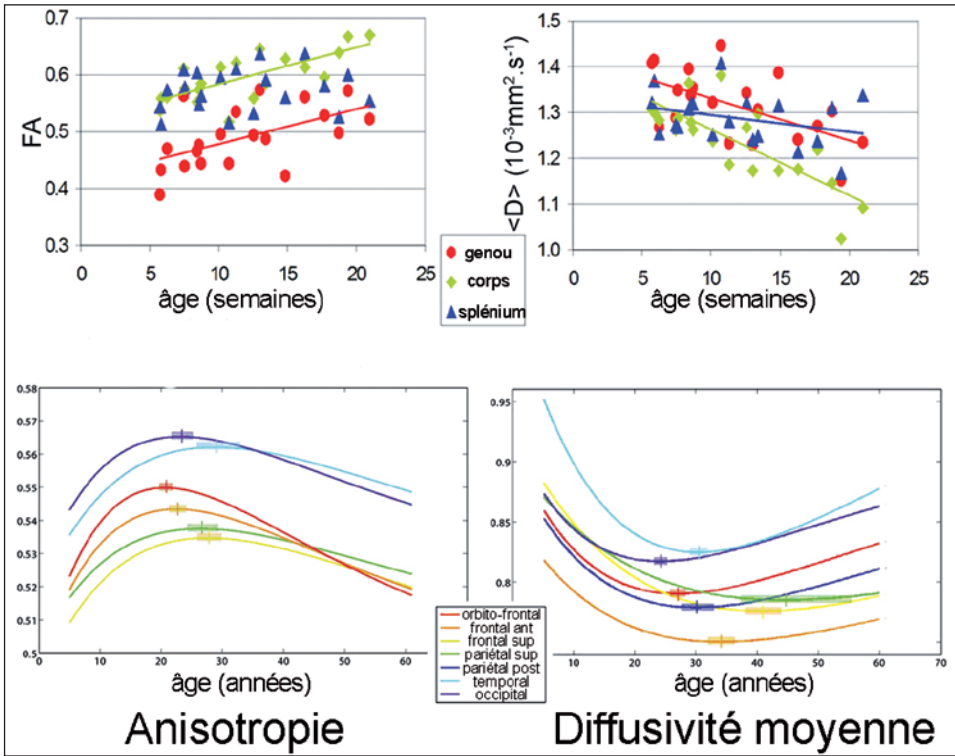 0.7
0.6
0.5
0.4
0.3
FA
0 5 10 15 20 25
âge (semaines)
1.5
1.4
1.3
1.2
1.1
1.0
<D> (10⁻³mm².s⁻¹)
0 5 10 15 20 25
âge (semaines)
genou
corps
splénium
0.58
0.57
0.56
0.55
0.54
0.53
0.52
0.51
0.5
0 10 20 30 40 50 60
âge (années)
0.95
0.9
0.85
0.8
10 20 30 40 50 60 70
âge (années)
orbito-frontal
frontal ant
frontal sup
pariétal sup
pariétal post
temporal
occipital
Anisotropie
Diffusivité moyenne